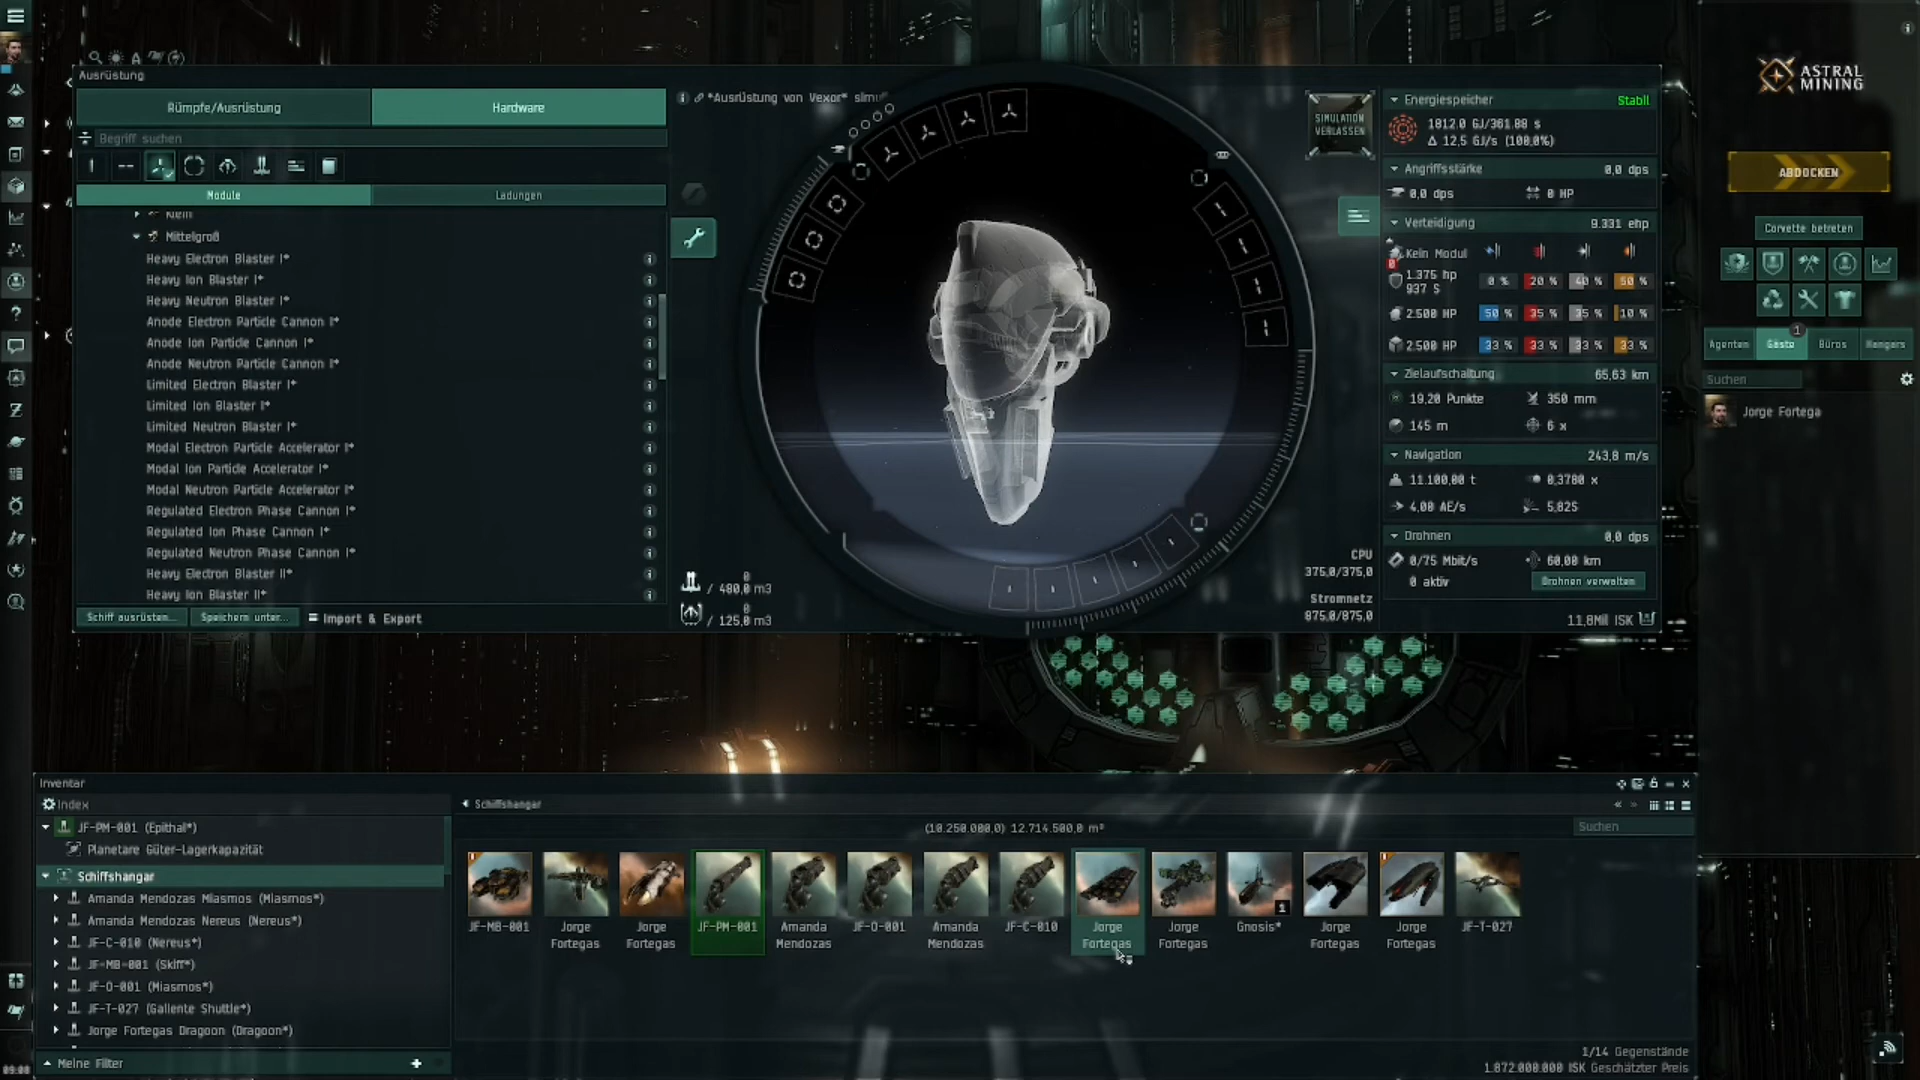 Ausrüstung
Rümpfe/Ausrüstung
Hardware
Begriff suchen
Module
Ladungen
Klein
Mittelgroß
Heavy Electron Blaster I*
Heavy Ion Blaster I*
Heavy Neutron Blaster I*
Anode Electron Particle Cannon I*
Anode Ion Particle Cannon I*
Anode Neutron Particle Cannon I*
Limited Electron Blaster I*
Limited Ion Blaster I*
Limited Neutron Blaster I*
Modal Electron Particle Accelerator I*
Modal Ion Particle Accelerator I*
Modal Neutron Particle Accelerator I*
Regulated Electron Phase Cannon I*
Regulated Ion Phase Cannon I*
Regulated Neutron Phase Cannon I*
Heavy Electron Blaster II*
Heavy Ion Blaster II*
Schiff ausrüsten...
Speichern unter...
Import & Export
*Ausrüstung von Vexor* simu
SIMULATION
VERLASSEN
0
/ 480,0 m3
0
/ 125,0 m3
CPU
375,0/375,0
Stromnetz
875,0/875,0
Energiespeicher
Stabil
1812.0 GJ/361.88 s
Δ 12,5 GJ/s (100,0%)
Angriffsstärke
0,0 dps
0,0 dps
0 HP
Verteidigung
9.331 ehp
Kein Modul
1.375 hp
937 S
0 %
20 %
40 %
50 %
2.500 HP
50 %
35 %
35 %
10 %
2.500 HP
33 %
33 %
33 %
33 %
Zielaufschaltung
65,63 km
19,20 Punkte
350 mm
145 m
6 x
Navigation
243,8 m/s
11.100,00 t
0,3780 x
4,00 AE/s
5,82S
Drohnen
0,0 dps
0/75 Mbit/s
60,00 km
0 aktiv
Drohnen verwalten
11,8Mil ISK
ASTRAL
MINING
ABDOCKEN
Corvette betreten
1
Agenten
Gäste
Büros
Hangars
Suchen
Jorge Fortega
Inventar
Index
JF-PM-001 (Epithal*)
Planetare Güter-Lagerkapazität
Schiffshangar
Amanda Mendozas Miasmos (Miasmos*)
Amanda Mendozas Nereus (Nereus*)
JF-C-010 (Nereus*)
JF-MB-001 (Skiff*)
JF-O-001 (Miasmos*)
JF-T-027 (Gallente Shuttle*)
Jorge Fortegas Dragoon (Dragoon*)
Meine Filter
Schiffshangar
(10.250.000,0) 12.714.500,0 m³
Suchen
JF-MB-001
Jorge
Fortegas
Jorge
Fortegas
JF-PM-001
Amanda
Mendozas
JF-O-001
Amanda
Mendozas
JF-C-010
Jorge
Fortegas
Jorge
Fortegas
1
Gnosis*
Jorge
Fortegas
Jorge
Fortegas
JF-T-027
1/14 Gegenstände
1.872.000.000 ISK Geschätzter Preis
09:08